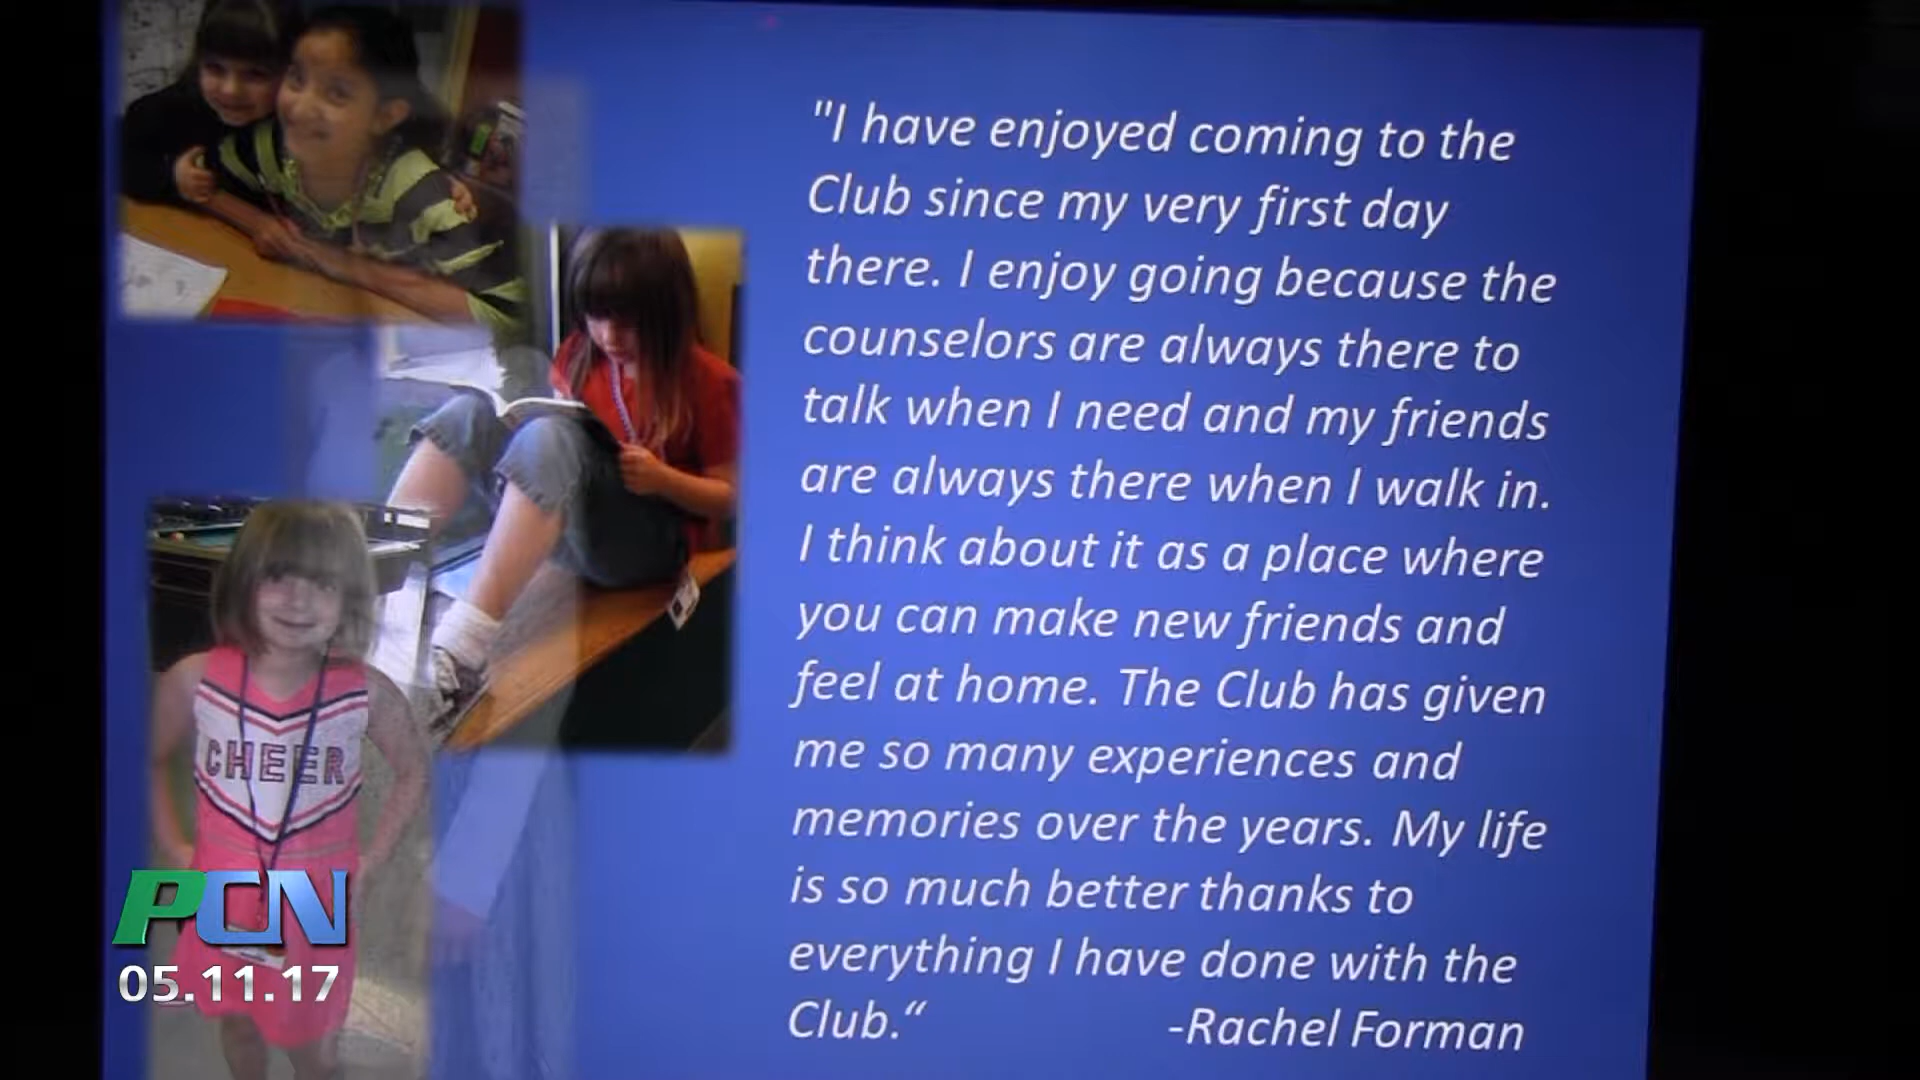 "I have enjoyed coming to the
Club since my very first day
there. I enjoy going because the
counselors are always there to
talk when I need and my friends
are always there when I walk in.
I think about it as a place where
you can make new friends and
feel at home. The Club has given
me so many experiences and
memories over the years. My life
is so much better thanks to
everything I have done with the
Club.“ -Rachel Forman
CHEER
PCN
05.11.17